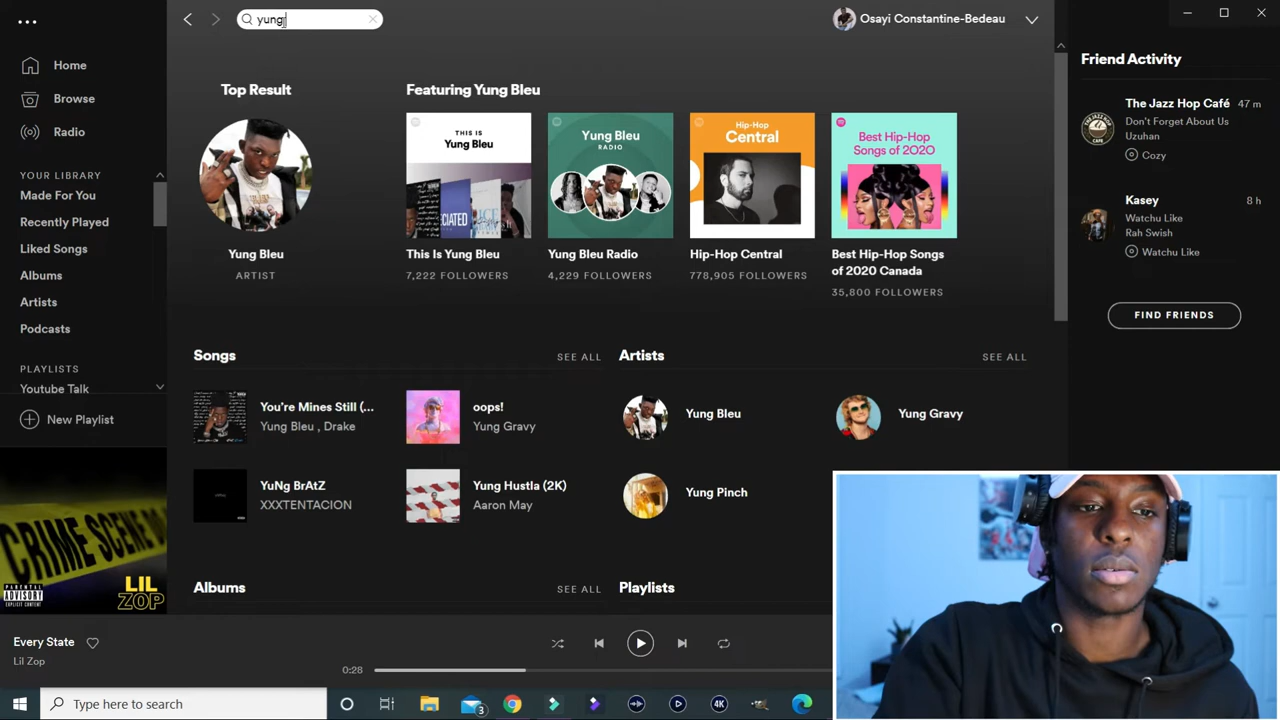 yung
Osayi Constantine-Bedeau
Home
Browse
Radio
YOUR LIBRARY
Made For You
Recently Played
Liked Songs
Albums
Artists
Podcasts
PLAYLISTS
Youtube Talk
New Playlist
Top Result
Yung Bleu
ARTIST
Featuring Yung Bleu
THIS IS
Yung Bleu
This Is Yung Bleu
7,222 FOLLOWERS
Yung Bleu
RADIO
Yung Bleu Radio
4,229 FOLLOWERS
Hip-Hop
Central
Hip-Hop Central
778,905 FOLLOWERS
Best Hip-Hop
Songs of 2020
Best Hip-Hop Songs
of 2020 Canada
35,800 FOLLOWERS
Songs
SEE ALL
You're Mines Still (...
Yung Bleu , Drake
oops!
Yung Gravy
YuNg BrAtZ
XXXTENTACION
Yung Hustla (2K)
Aaron May
Artists
SEE ALL
Yung Bleu
Yung Gravy
Yung Pinch
Albums
SEE ALL
Playlists
Friend Activity
The Jazz Hop Café 47 m
Don't Forget About Us
Uzuhan
Cozy
Kasey 8 h
Watchu Like
Rah Swish
Watchu Like
FIND FRIENDS
CRIME SCENE DO
PARENTAL
ADVISORY
EXPLICIT CONTENT
LIL
ZOP
Every State
Lil Zop
0:28
Type here to search
3
4K